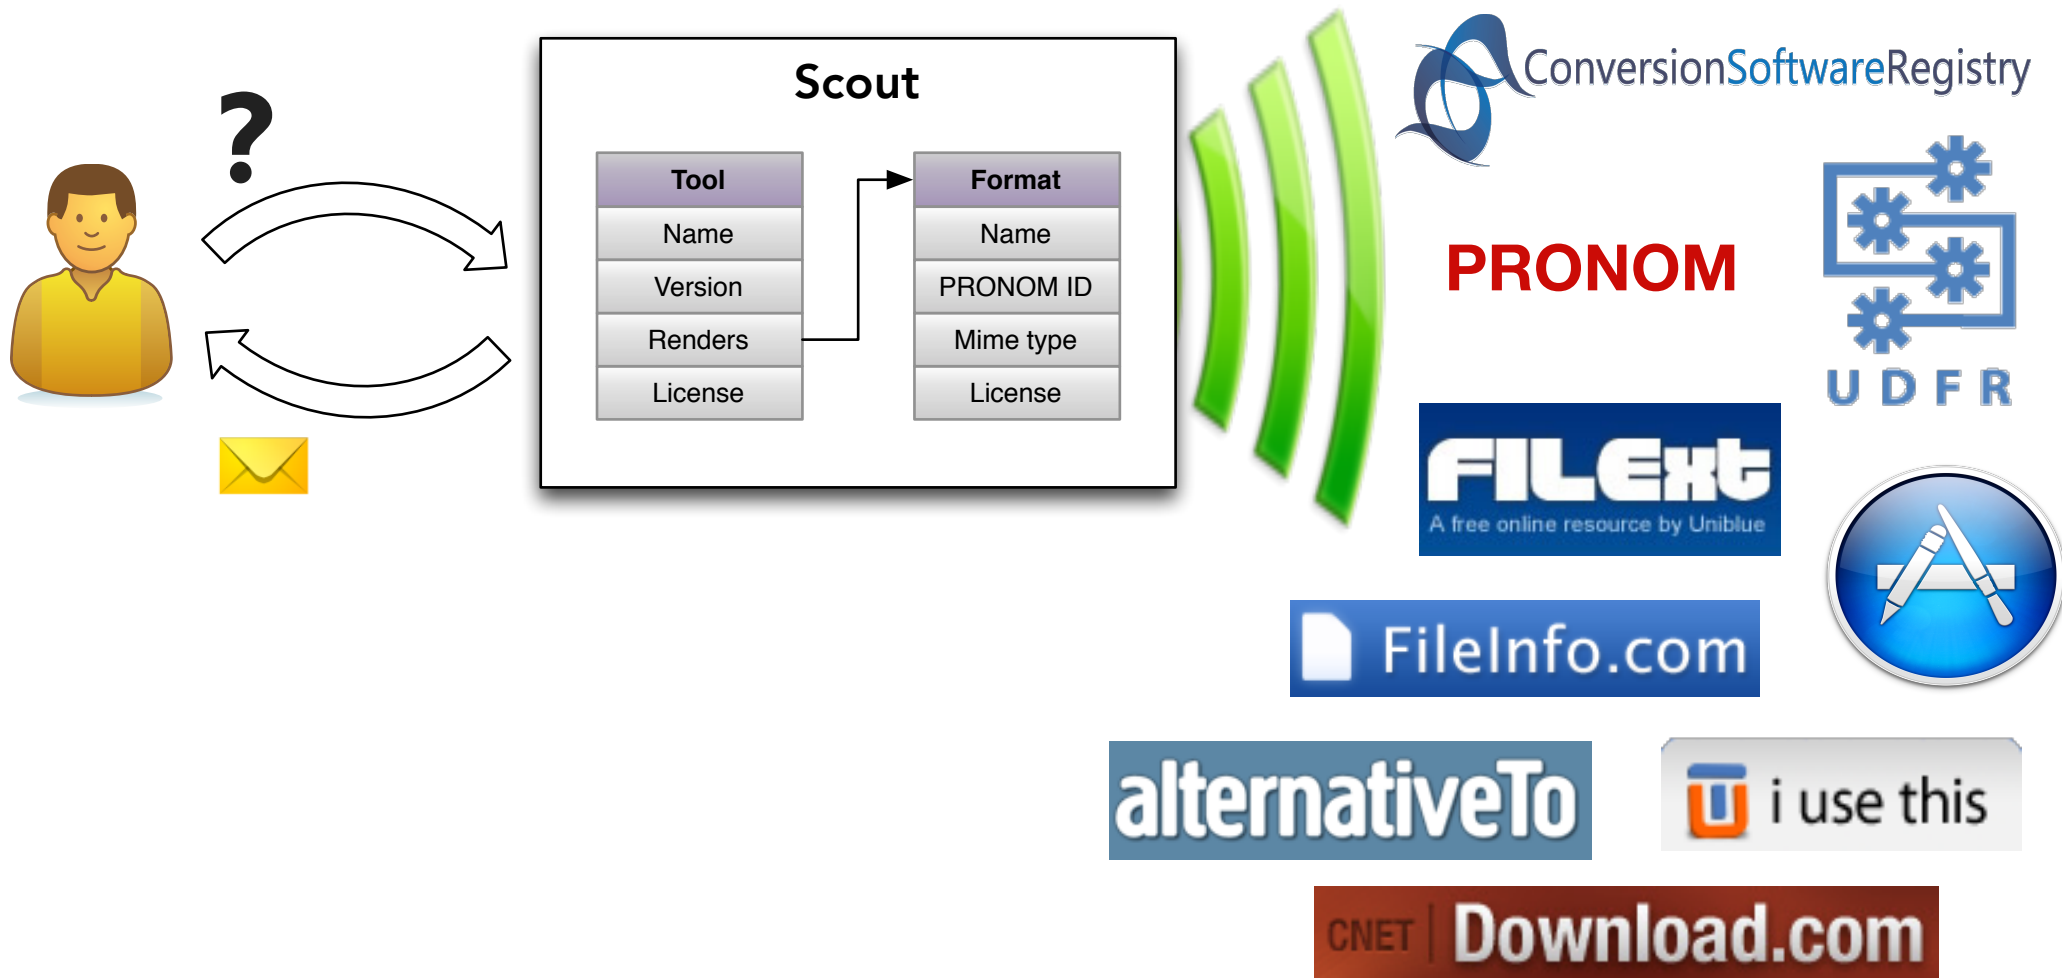 ?
Scout
Tool
Name
Version
Renders
License
Format
Name
PRONOM ID
Mime type
License
ConversionSoftwareRegistry
PRONOM
UDFR
FILExt
A free online resource by Uniblue
FileInfo.com
alternativeTo
i use this
CNET | Download.com